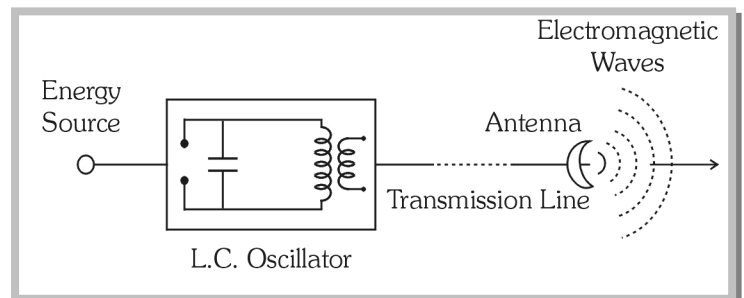 Electromagnetic
Waves
Energy
Source
Antenna
Transmission Line
L.C. Oscillator